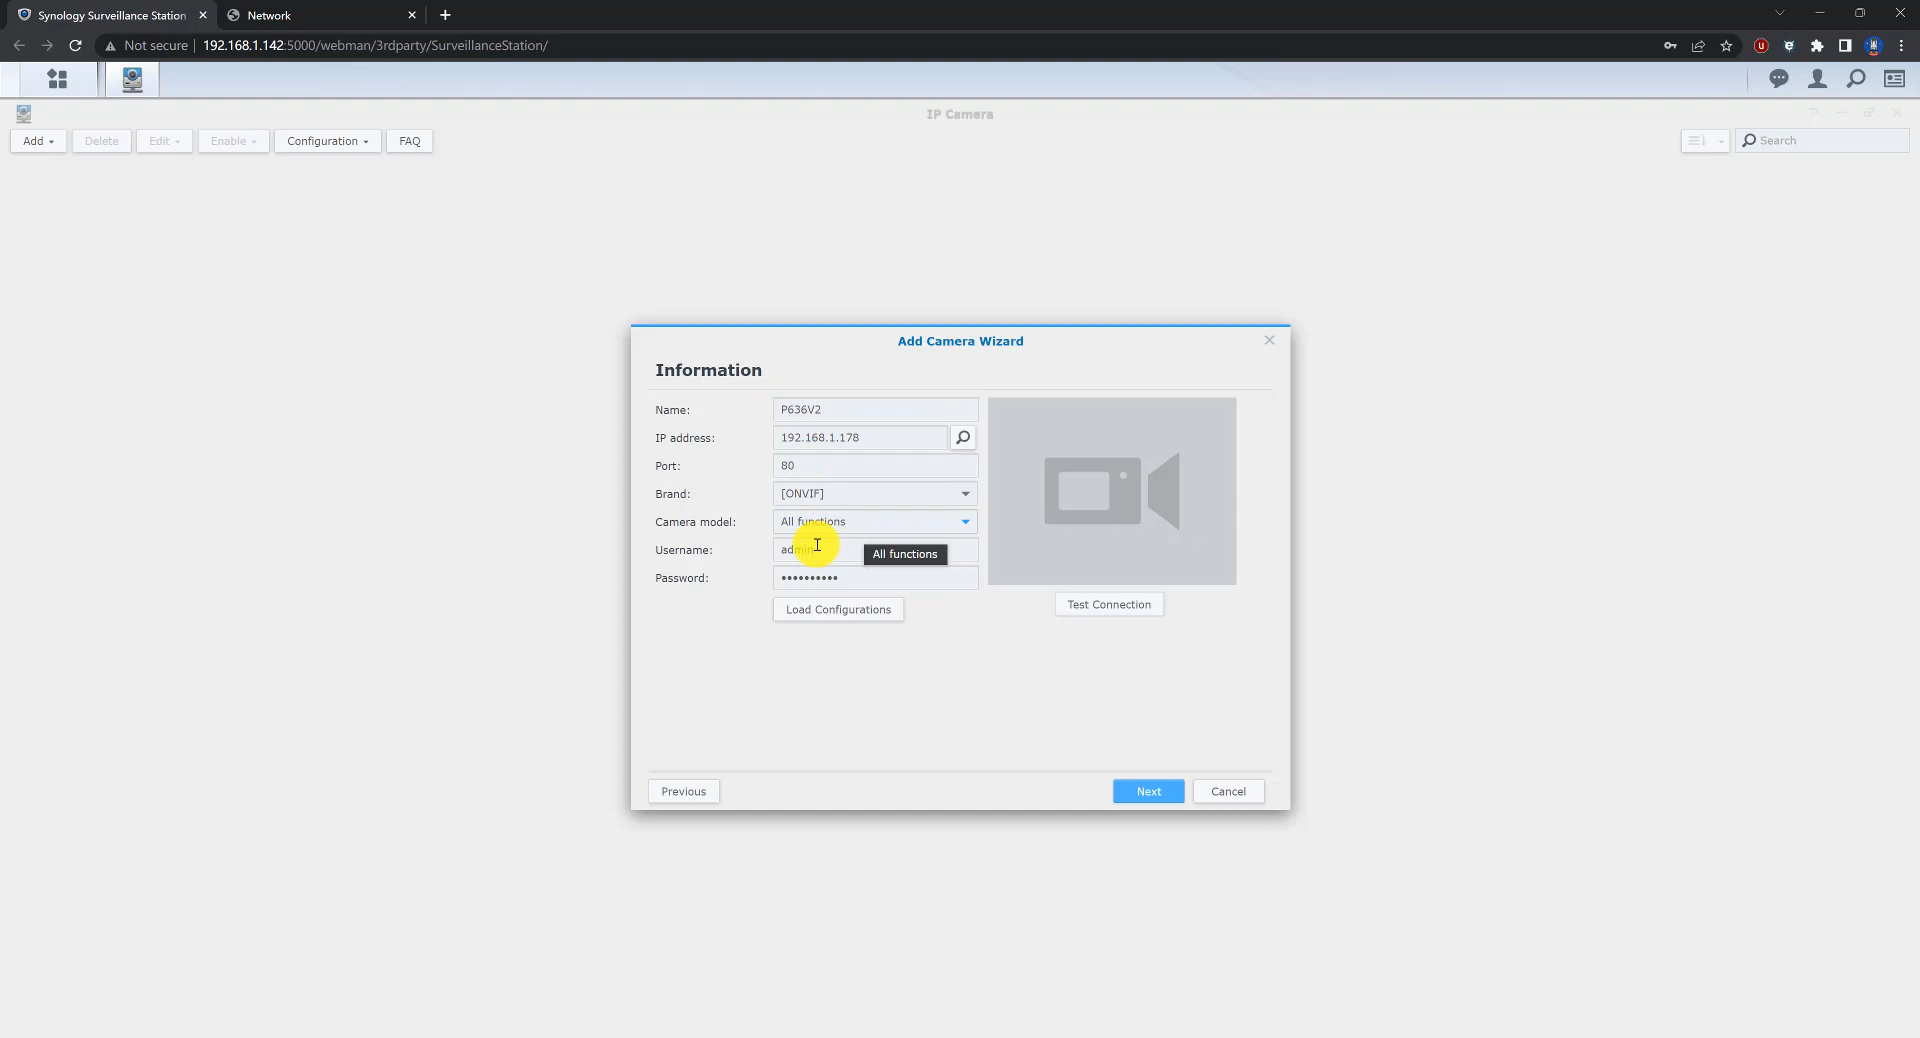 Synology Surveillance Station
Network
Not secure
192.168.1.142:5000/webman/3rdparty/SurveillanceStation/
IP Camera
Add
Delete
Edit
Enable
Configuration
FAQ
Search
Add Camera Wizard
Information
Name: P636V2
IP address: 192.168.1.178
Port: 80
Brand: [ONVIF]
Camera model: All functions
Username: admin
All functions
Password: ••••••••••
Load Configurations
Test Connection
Previous
Next
Cancel